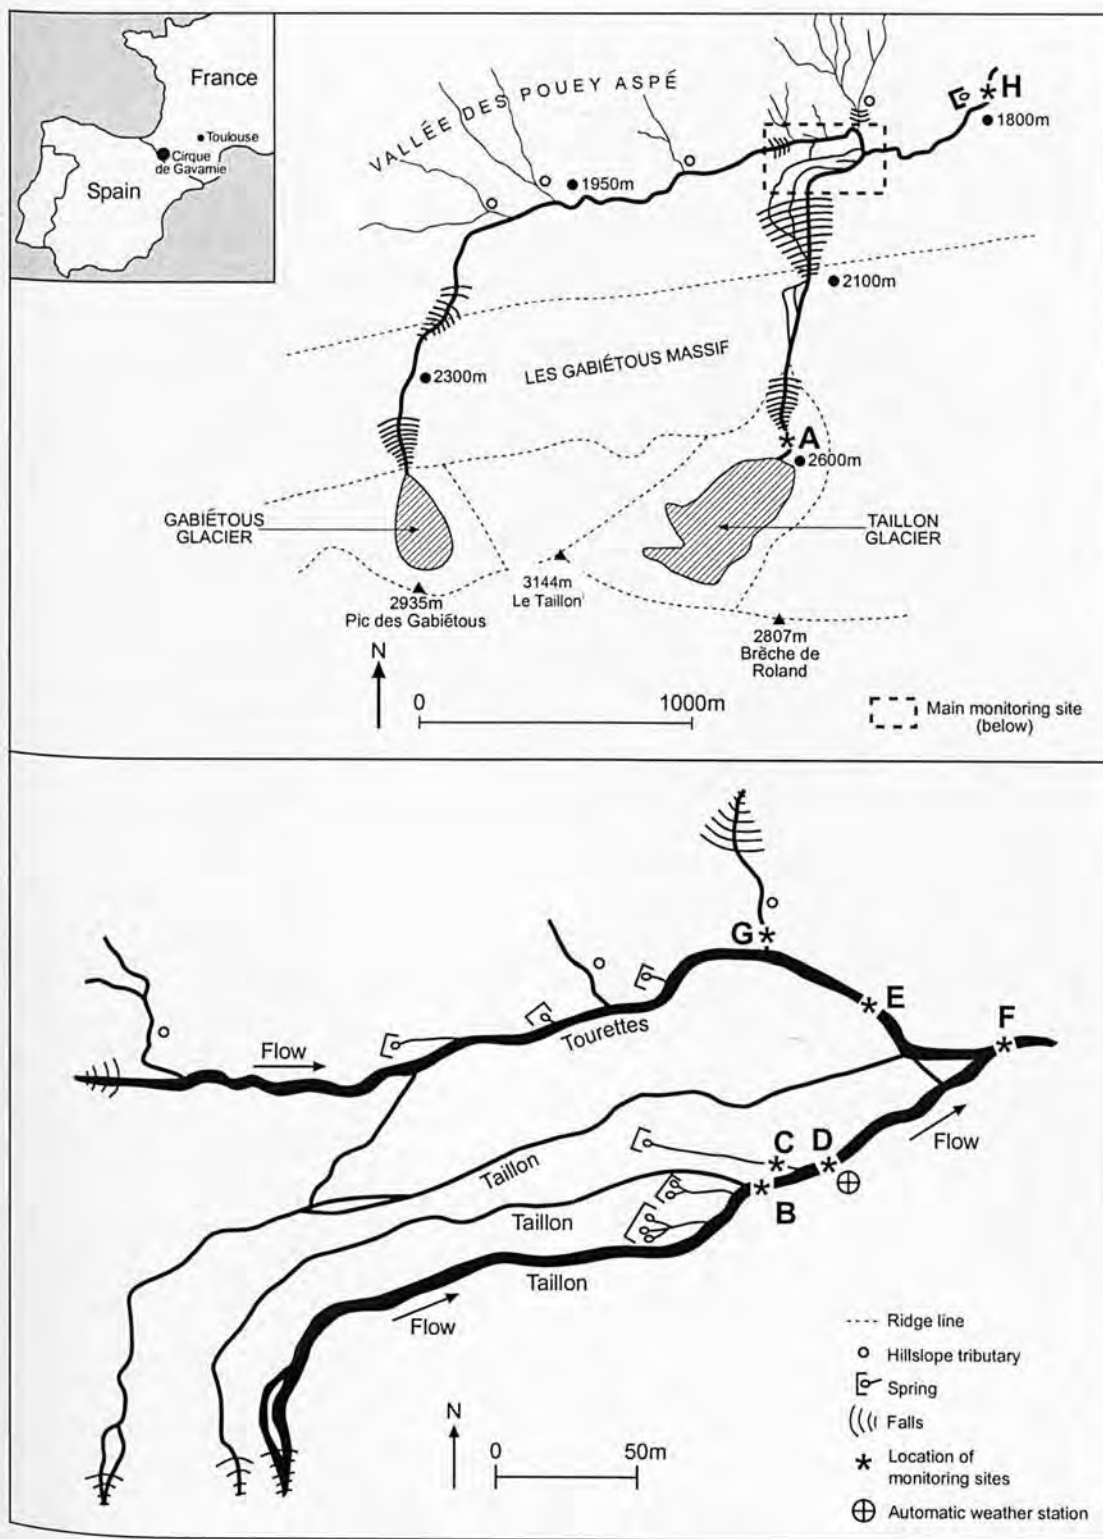 France
Toulouse
Cirque
de Gavarnie
Spain
VALLÉE DES POUEY ASPÉ
H
1800m
1950m
2100m
LES GABIÉTOUS MASSIF
2300m
A
2600m
GABIÉTOUS
GLACIER
TAILLON
GLACIER
3144m
Le Taillon
2935m
Pic des Gabiétous
2807m
Brèche de
Roland
N
0 1000m
Main monitoring site
(below)
G
E
F
Tourettes
Flow
C
D
B
Flow
Taillon
Taillon
Taillon
Flow
N
0 50m
Ridge line
Hillslope tributary
Spring
Falls
Location of
monitoring sites
Automatic weather station